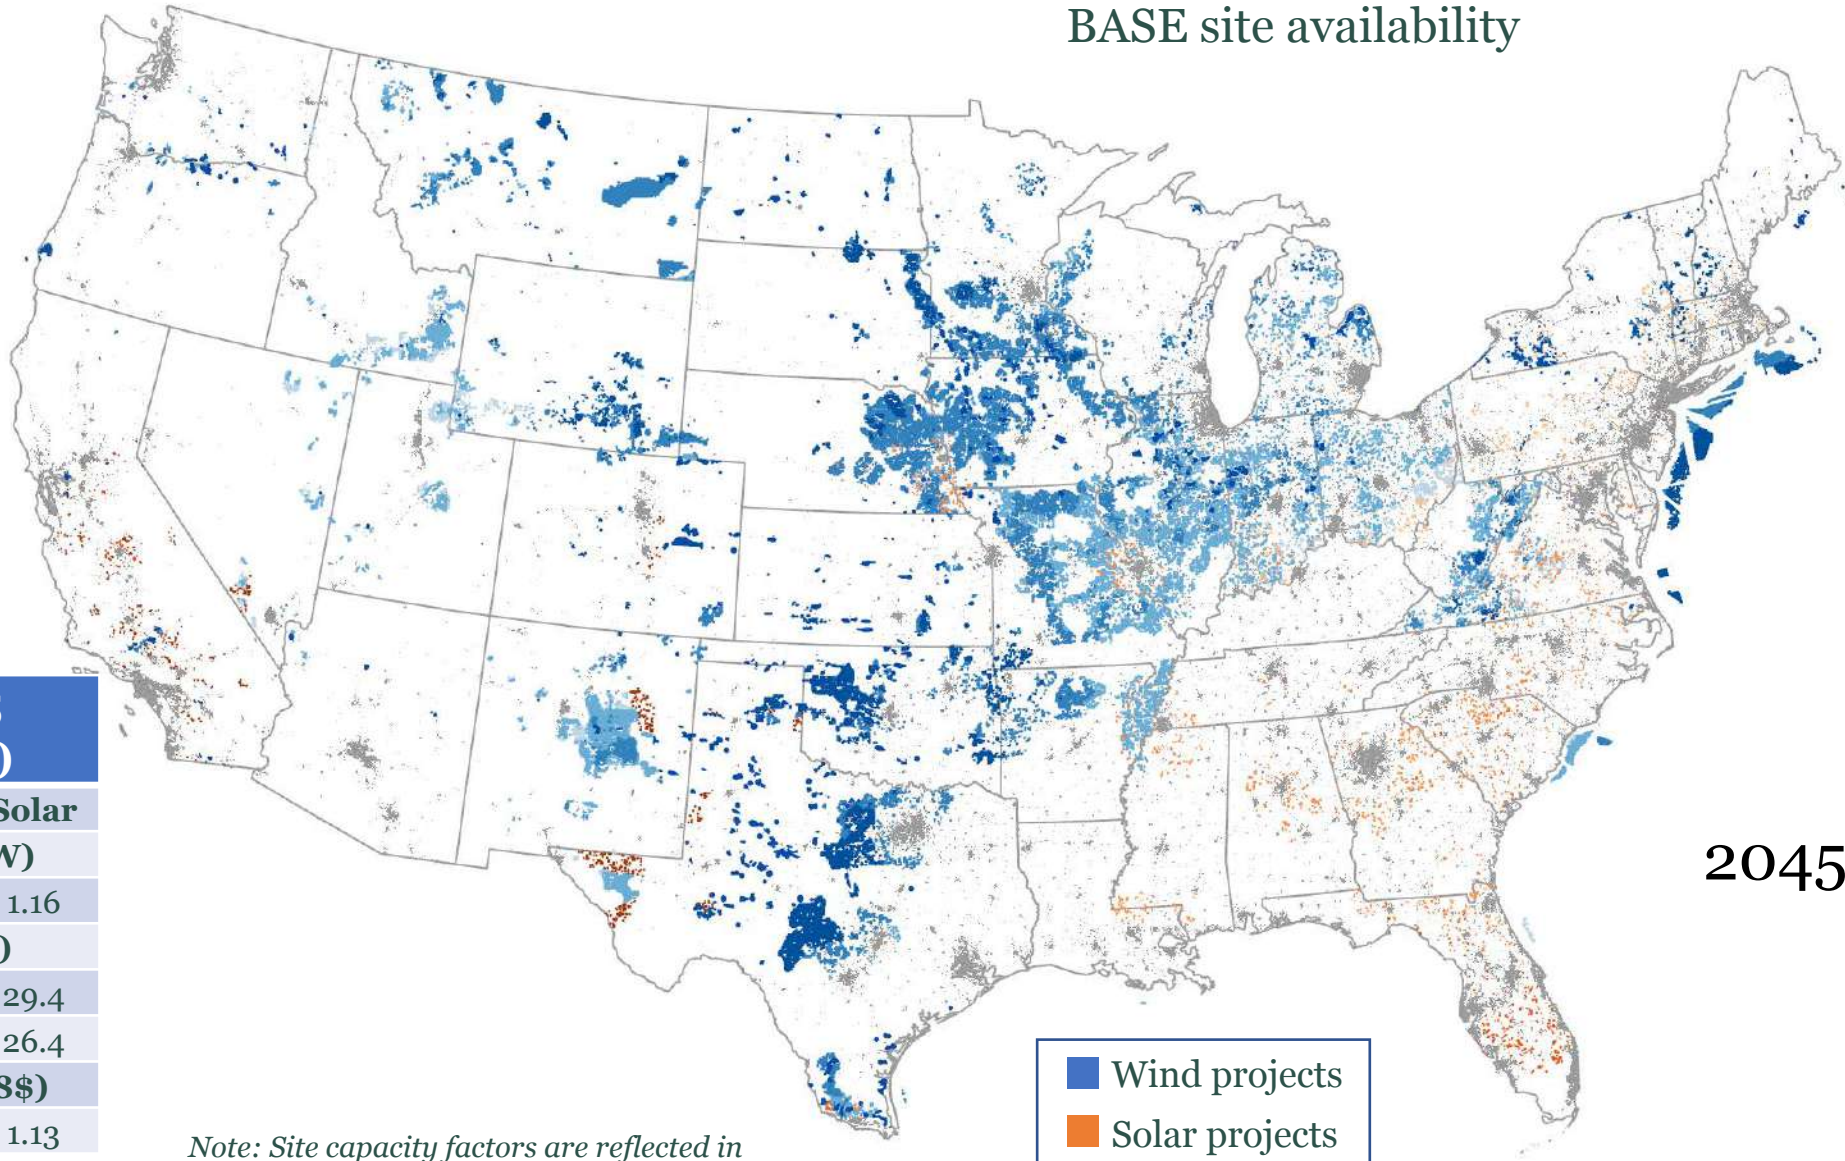 BASE site availability
)
Solar
W)
1.16
)
29.4
26.4
8$)
1.13
2045
Wind projects
Solar projects
Note: Site capacity factors are reflected in